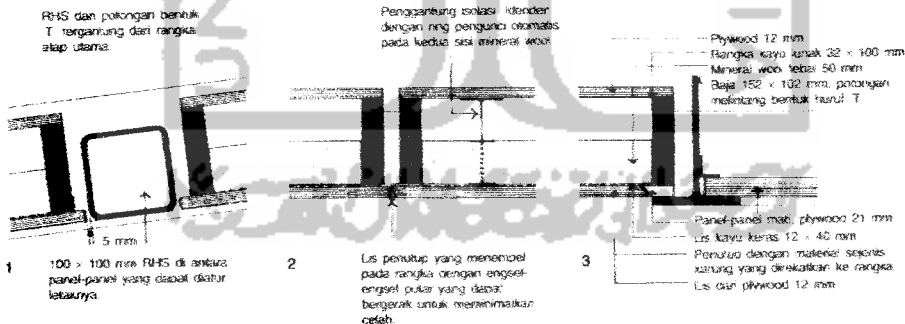 RHS dan potongan bentuk
T tergantung dari rangka
atap utama.
Penggantung isolasi kidender
dengan ring pengunci otomatis
pada kedua sisi mineral wool
Plywood 12 mm
Rangka kayu lunak 32 × 100 mm
Mineral wool tebal 50 mm
Baja 152 × 102 mm, potongan
melintang bentuk huruf T
5 mm
1
100 × 100 mm RHS di antara
panel-panel yang dapat diatur
letaknya.
2
Lis penutup yang menempel
pada rangka dengan engsel-
engsel putar yang dapat
bergerak untuk meminimalkan
celah.
3
Panel-panel mati, plywood 21 mm
Lis kayu keras 12 × 40 mm
Penutup dengan material sejenis
karung yang direkatkan ke rangka
Lis dari plywood 12 mm